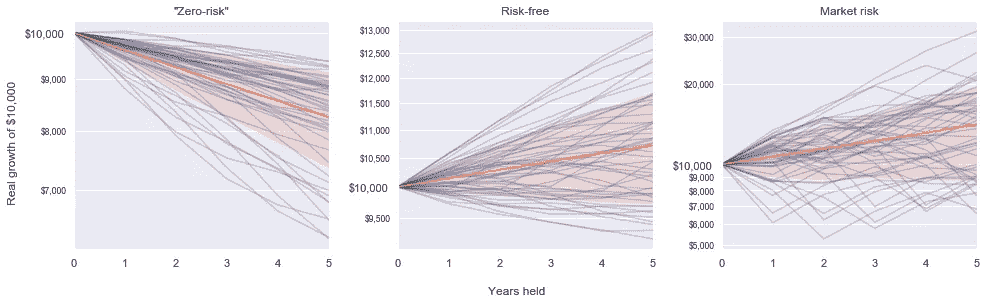 "Zero-risk"
Risk-free
Market risk
Real growth of $10,000
$10,000
$9,000
$8,000
$7,000
0 1 2 3 4 5
$13,000
$12,500
$12,000
$11,500
$11,000
$10,500
$10,000
$9,500
0 1 2 3 4 5
$30,000
$20,000
$10,000
$9,000
$8,000
$7,000
$6,000
$5,000
0 1 2 3 4 5
Years held